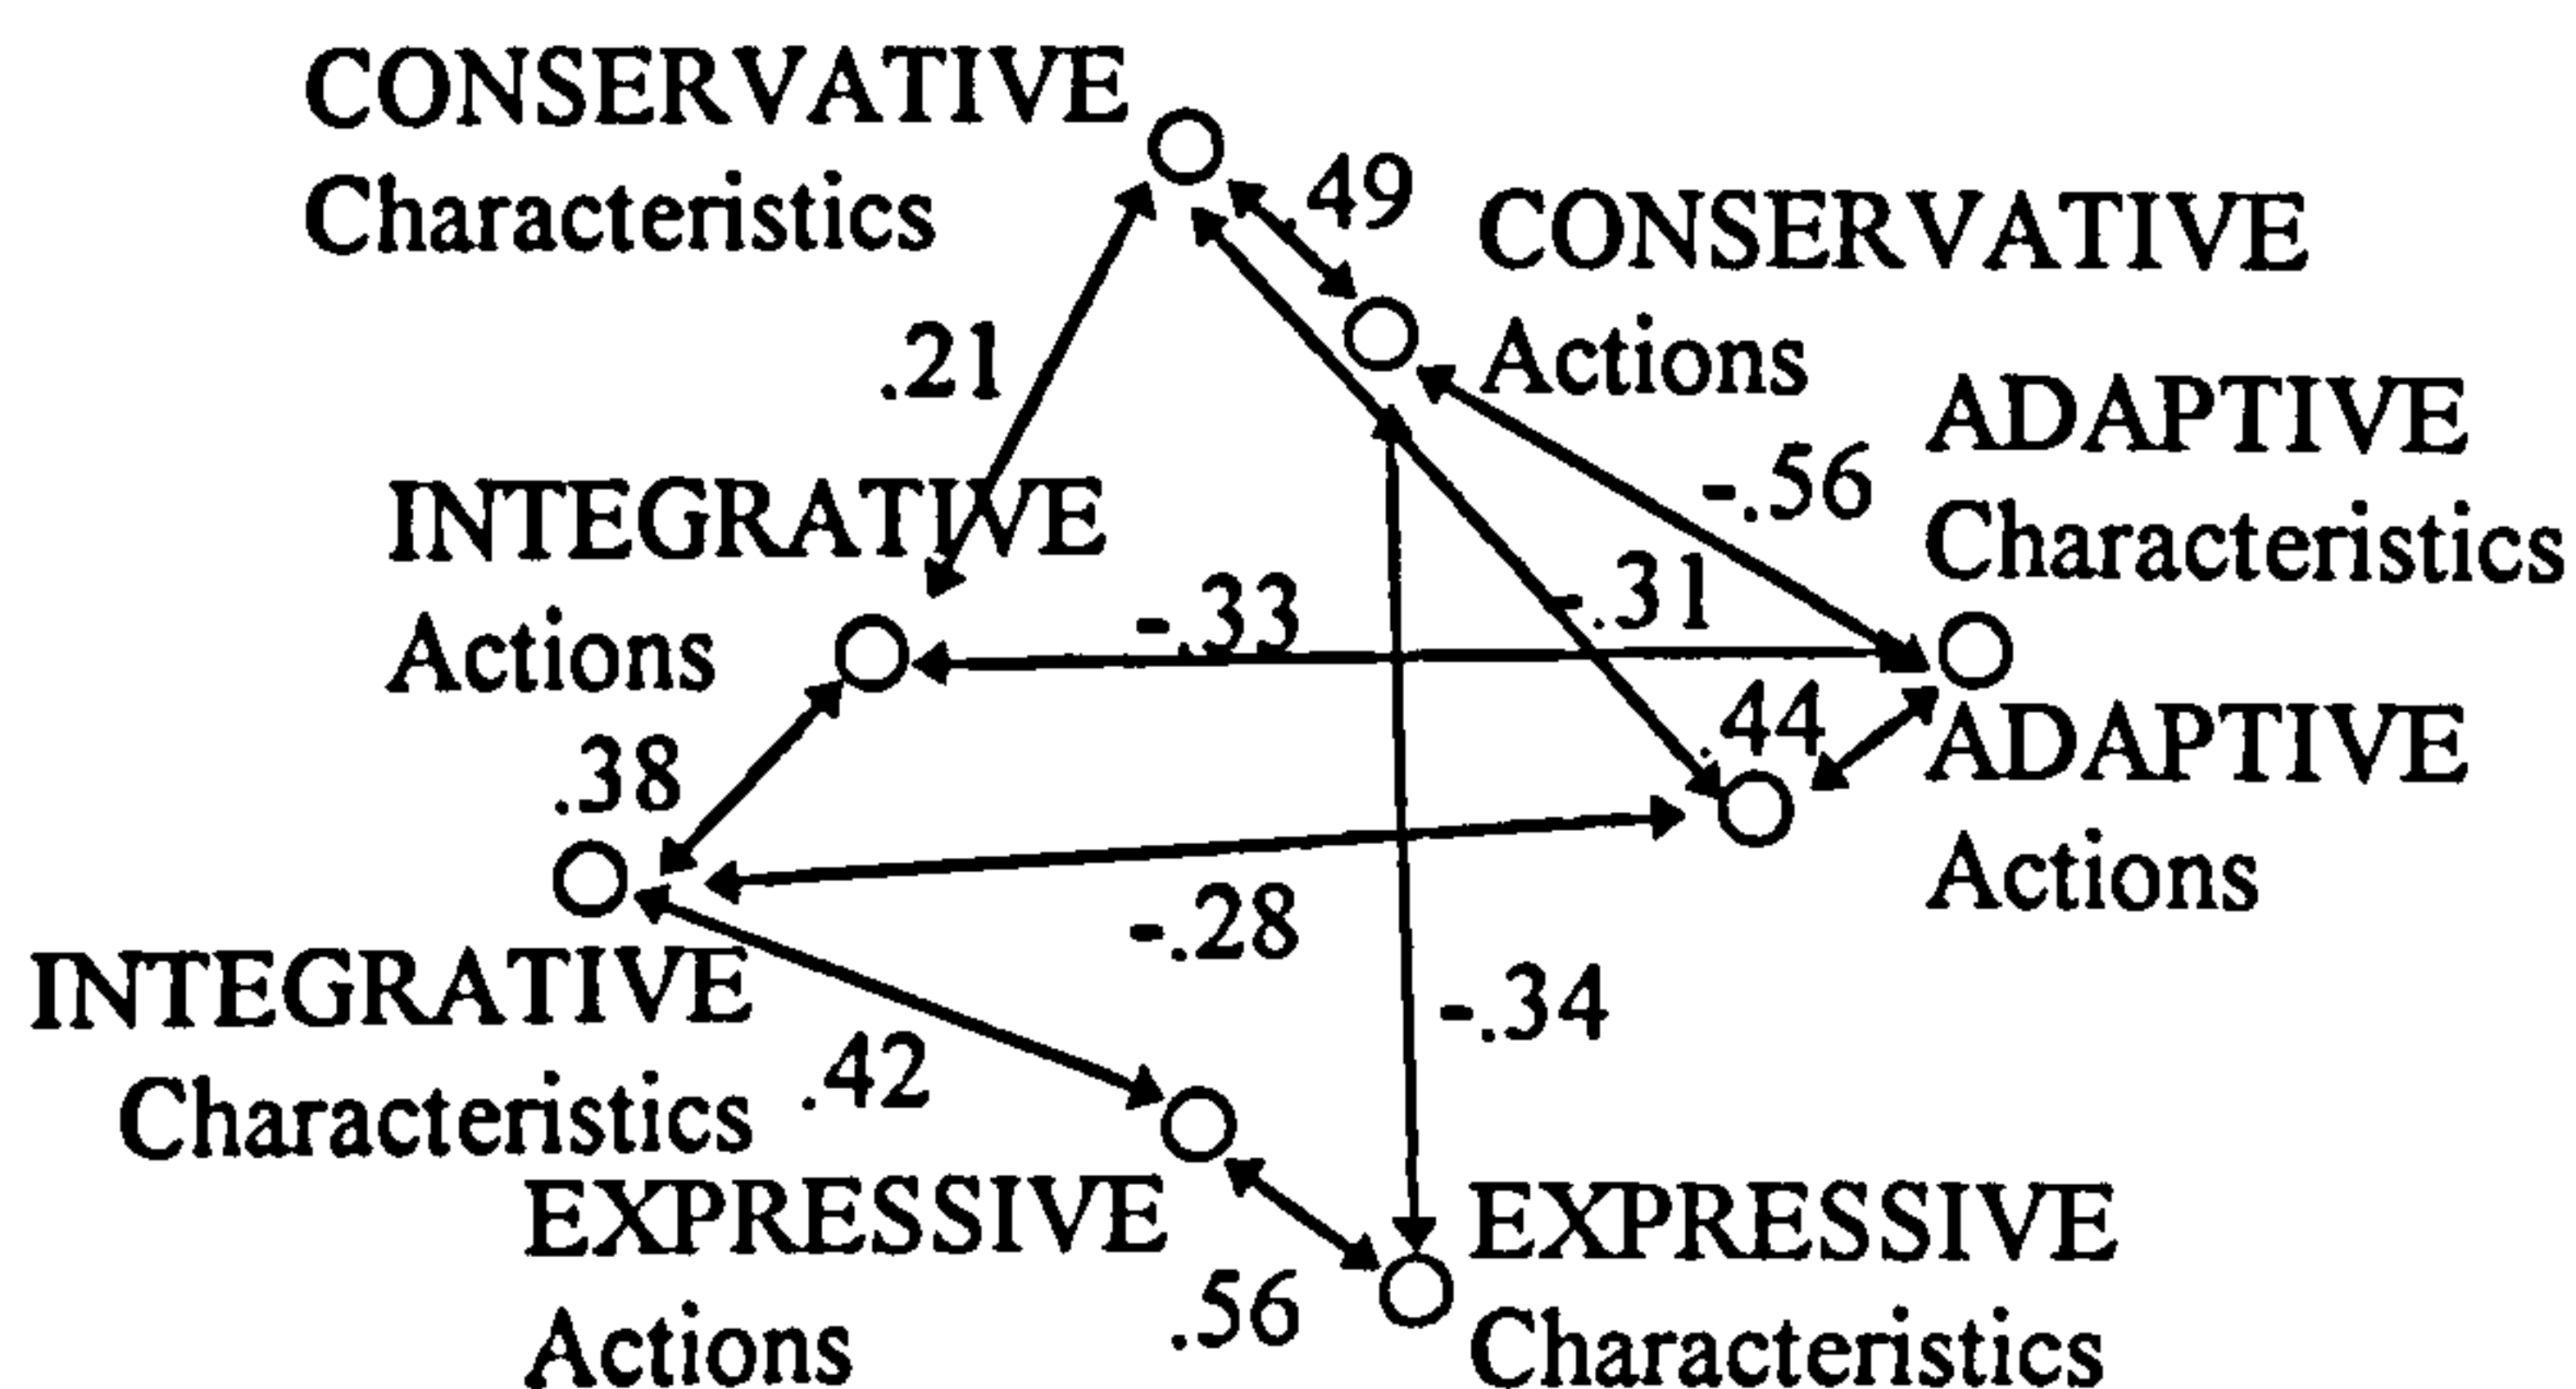 CONSERVATIVE
Characteristics
.49
CONSERVATIVE
Actions
.21
ADAPTIVE
Characteristics
-.56
INTEGRATIVE
Actions
-.33
-.31
.44
ADAPTIVE
Actions
.38
-.28
INTEGRATIVE
Characteristics
-.34
.42
EXPRESSIVE
Actions
.56
EXPRESSIVE
Characteristics